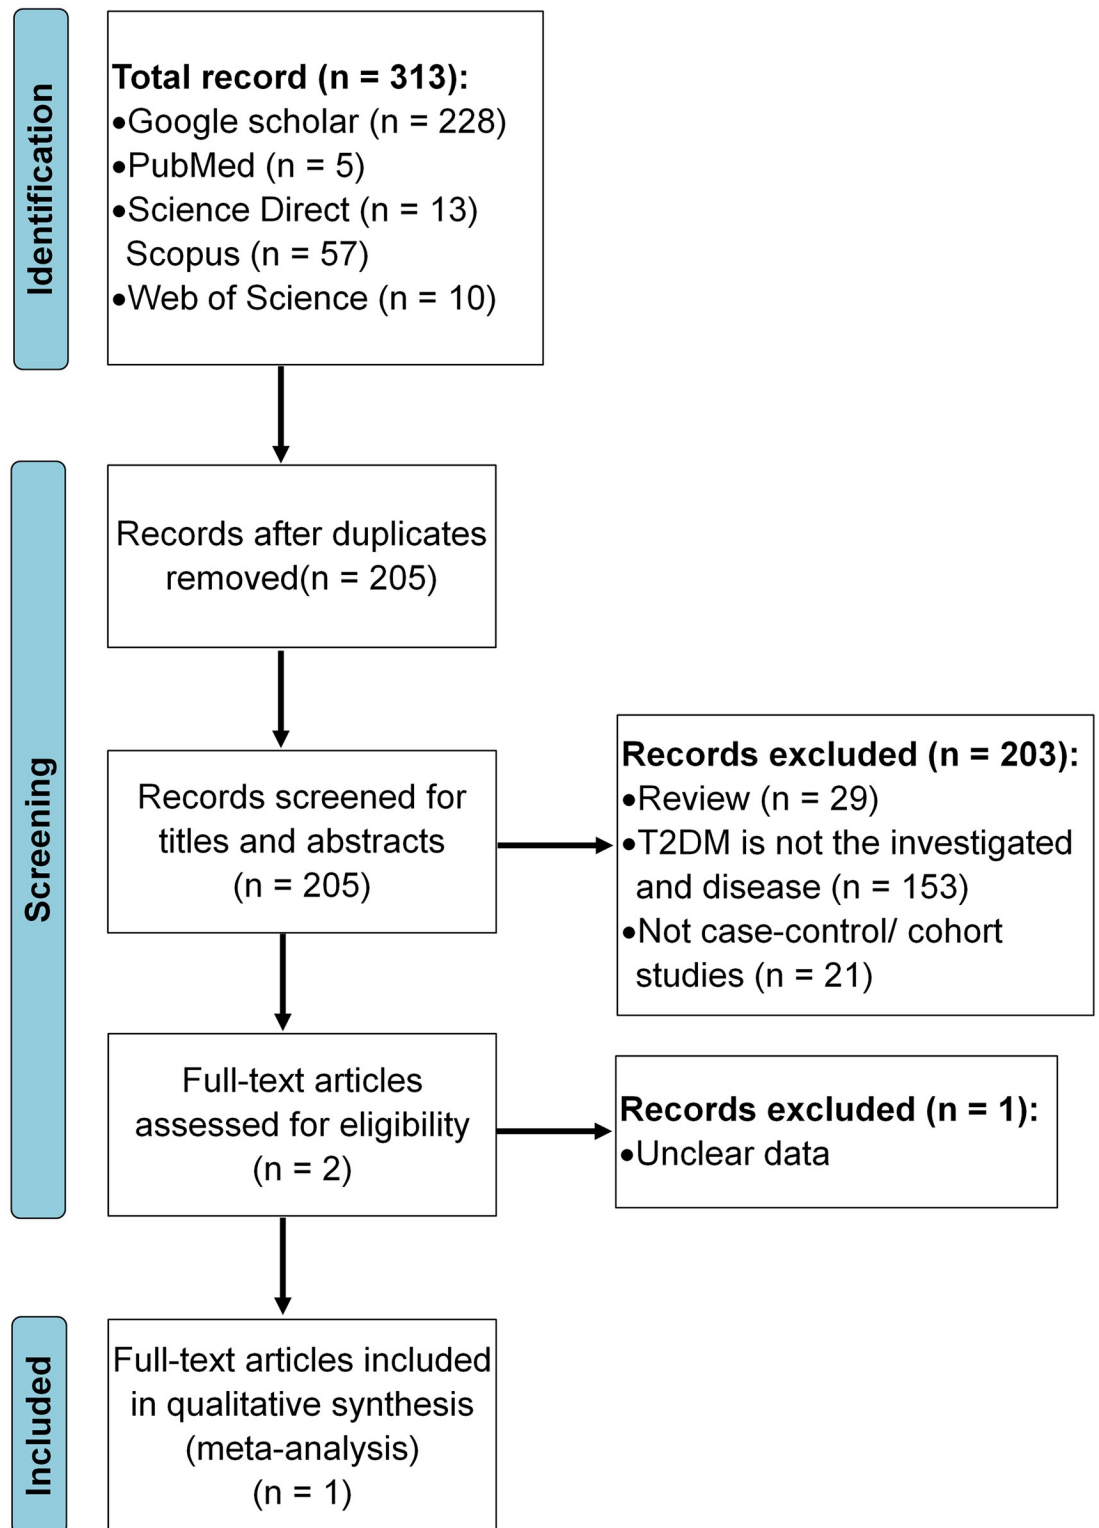 Identification
Total record (n = 313):
•Google scholar (n = 228)
•PubMed (n = 5)
•Science Direct (n = 13)
Scopus (n = 57)
•Web of Science (n = 10)
Screening
Records after duplicates
removed(n = 205)
Records screened for
titles and abstracts
(n = 205)
Records excluded (n = 203):
•Review (n = 29)
•T2DM is not the investigated
and disease (n = 153)
•Not case-control/ cohort
studies (n = 21)
Full-text articles
assessed for eligibility
(n = 2)
Records excluded (n = 1):
•Unclear data
Included
Full-text articles included
in qualitative synthesis
(meta-analysis)
(n = 1)